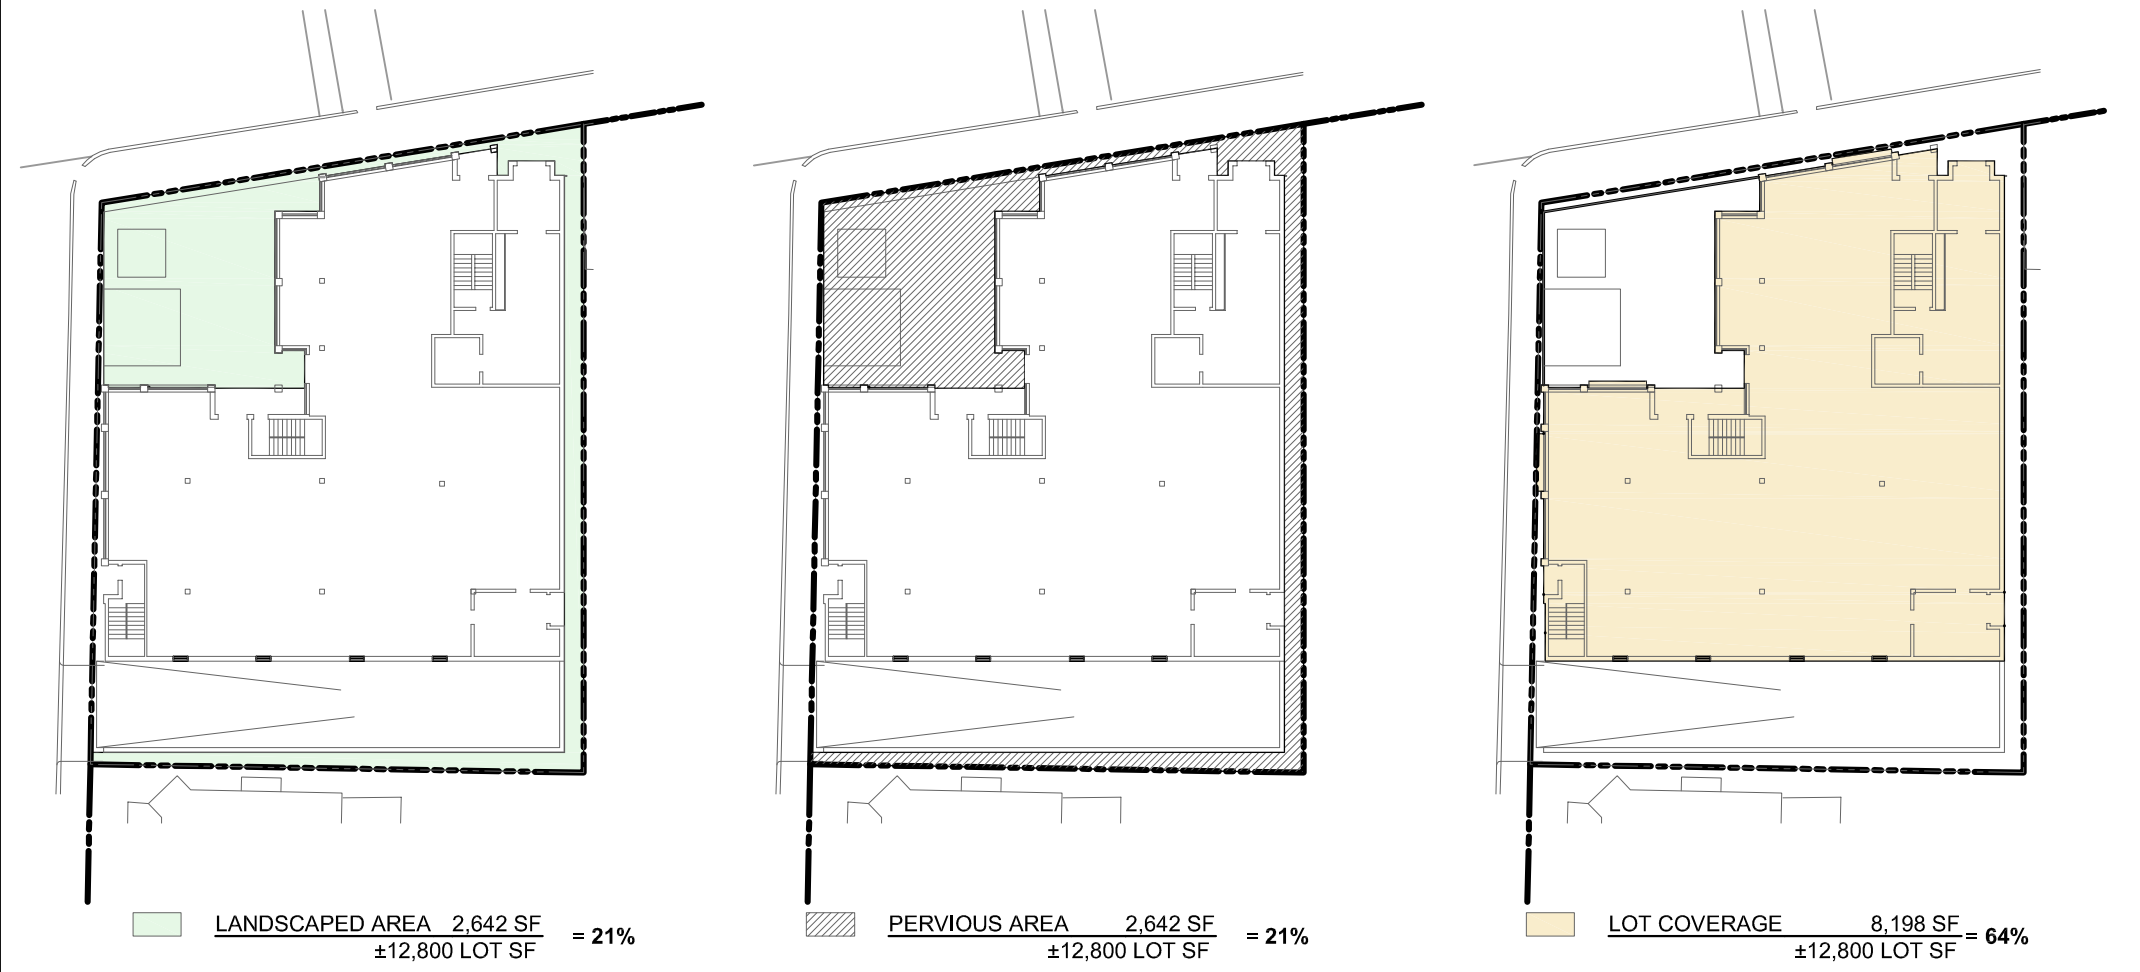 LANDSCAPED AREA 2,642 SF
±12,800 LOT SF
= 21%
PERVIOUS AREA 2,642 SF
±12,800 LOT SF
= 21%
LOT COVERAGE 8,198 SF
±12,800 LOT SF
= 64%